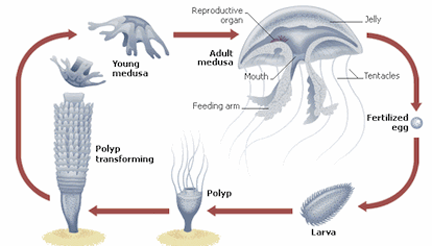 Reproductive
organ
Jelly
Young
medusa
Adult
medusa
Mouth
Tentacles
Feeding arm
Fertilized
egg
Polyp
transforming
Polyp
Larva